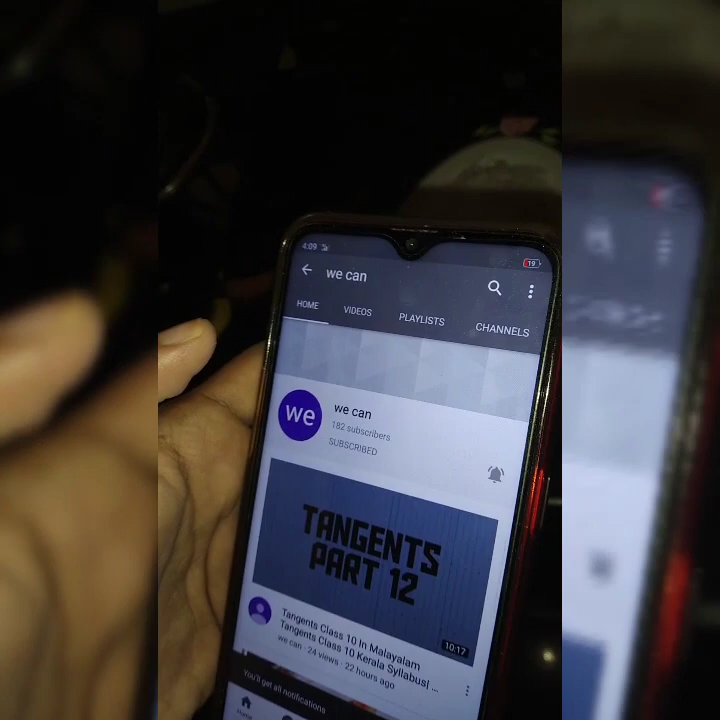 4:09
19
we can
HOME VIDEOS PLAYLISTS CHANNELS
we
we can
182 subscribers
SUBSCRIBED
TANGENTS
PART 12
10:17
Tangents Class 10 In Malayalam
Tangents Class 10 Kerala Syllabusl ...
we can · 24 views · 22 hours ago
You'll get all notifications
Home